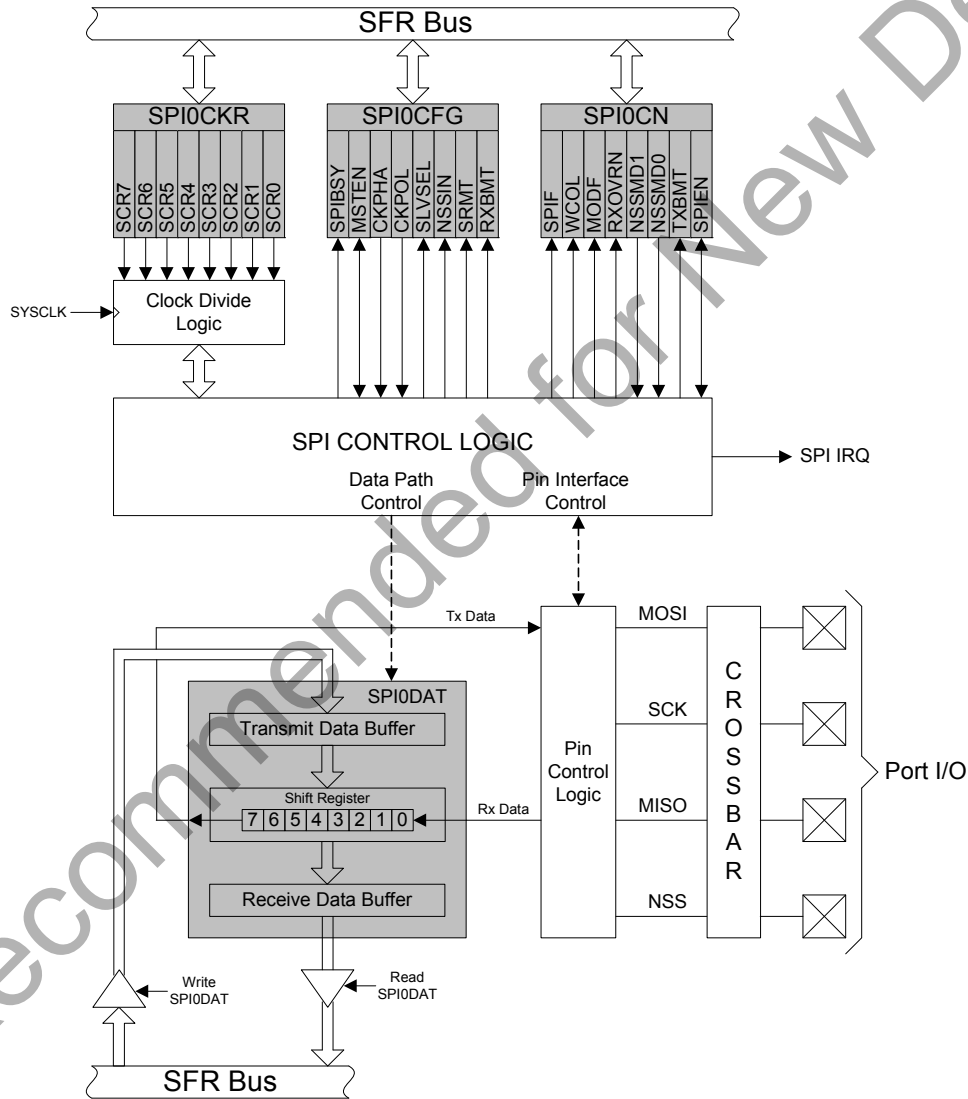 SFR Bus
SPI0CKR
SPI0CFG
SPI0CN
SCR7
SCR6
SCR5
SCR4
SCR3
SCR2
SCR1
SCR0
SPIBSY
MSTEN
CKPHA
CKPOL
SLVSEL
NSSIN
SRMT
RXBMT
SPIF
WCOL
MODF
RXOVRN
NSSMD1
NSSMD0
TXBMT
SPIEN
SYSCLK
Clock Divide
Logic
SPI CONTROL LOGIC
Data Path
Control
Pin Interface
Control
SPI IRQ
Tx Data
MOSI
SPI0DAT
Transmit Data Buffer
SCK
Shift Register
7 6 5 4 3 2 1 0
Rx Data
Pin
Control
Logic
MISO
CROSSBAR
Port I/O
Receive Data Buffer
NSS
Write
SPI0DAT
Read
SPI0DAT
SFR Bus
ecommended for New De